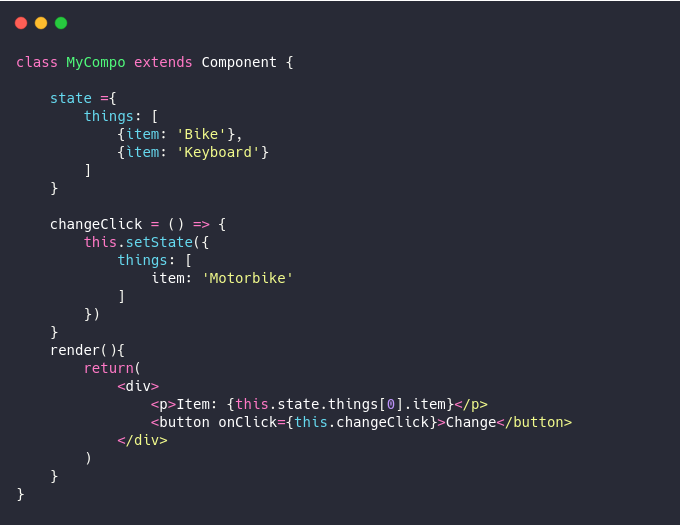 class MyCompo extends Component {
state ={
things: [
{item: 'Bike'},
{ìtem: 'Keyboard'}
]
}
changeClick = () => {
this.setState({
things: [
item: 'Motorbike'
]
})
}
render(){
return(
<div>
<p>Item: {this.state.things[0].item}</p>
<button onClick={this.changeClick}>Change</button>
</div>
)
}
}